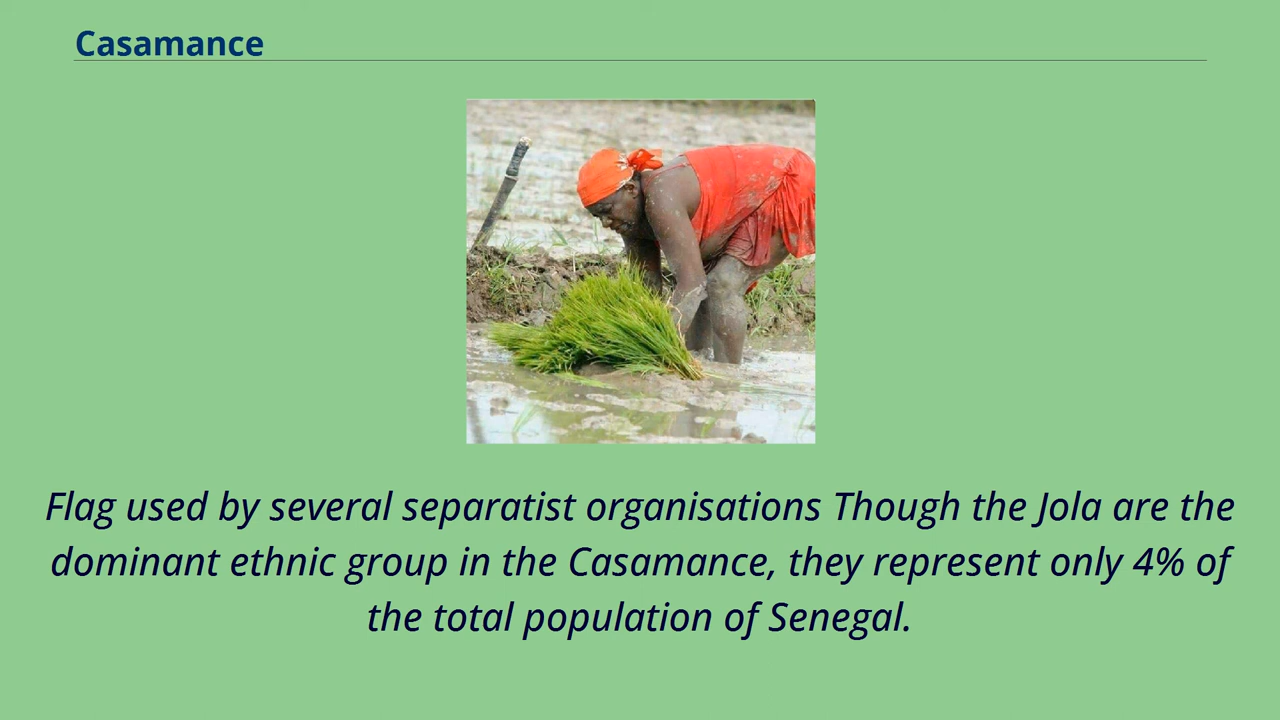 Casamance
Flag used by several separatist organisations Though the Jola are the
dominant ethnic group in the Casamance, they represent only 4% of
the total population of Senegal.